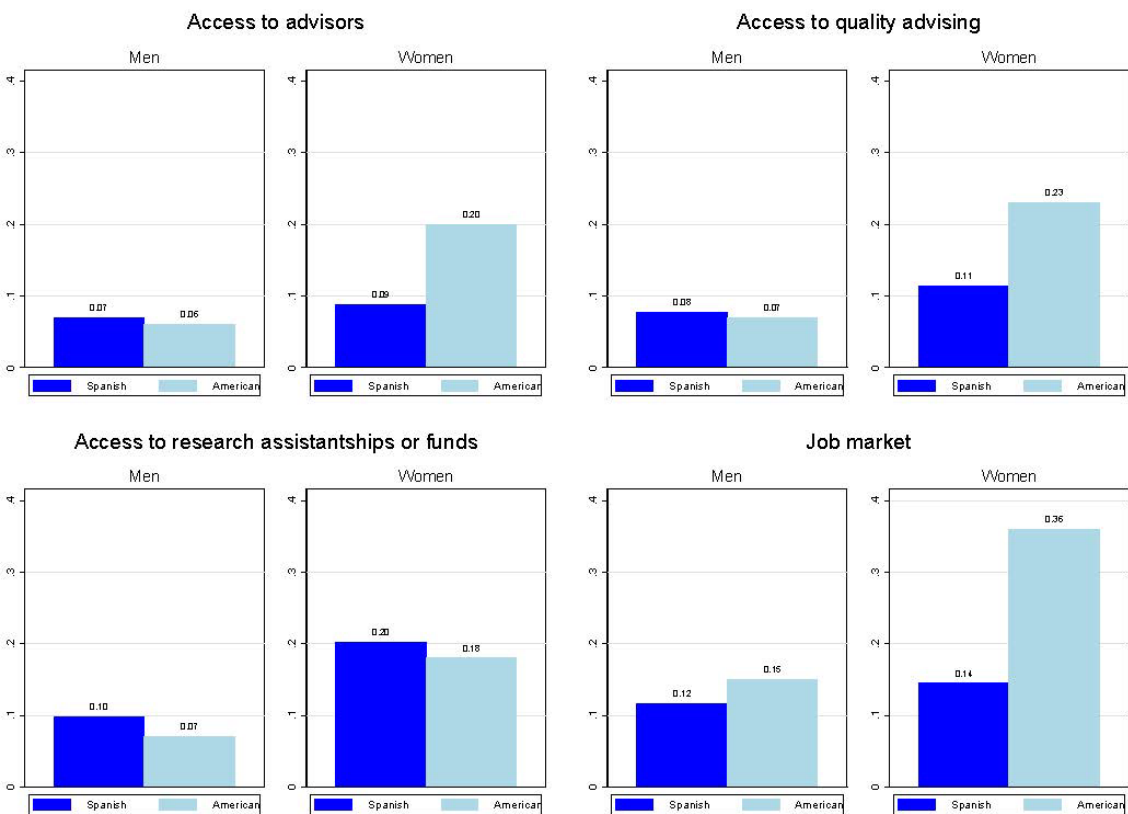 Access to advisors
Men
.4
.3
.2
.1
0
0.07
0.06
Spanish
American
Women
.4
.3
.2
.1
0
0.09
0.20
Spanish
American
Access to quality advising
Men
.4
.3
.2
.1
0
0.08
0.07
Spanish
American
Women
.4
.3
.2
.1
0
0.11
0.23
Spanish
American
Access to research assistantships or funds
Men
.4
.3
.2
.1
0
0.10
0.07
Spanish
American
Women
.4
.3
.2
.1
0
0.20
0.18
Spanish
American
Job market
Men
.4
.3
.2
.1
0
0.12
0.15
Spanish
American
Women
.4
.3
.2
.1
0
0.14
0.36
Spanish
American